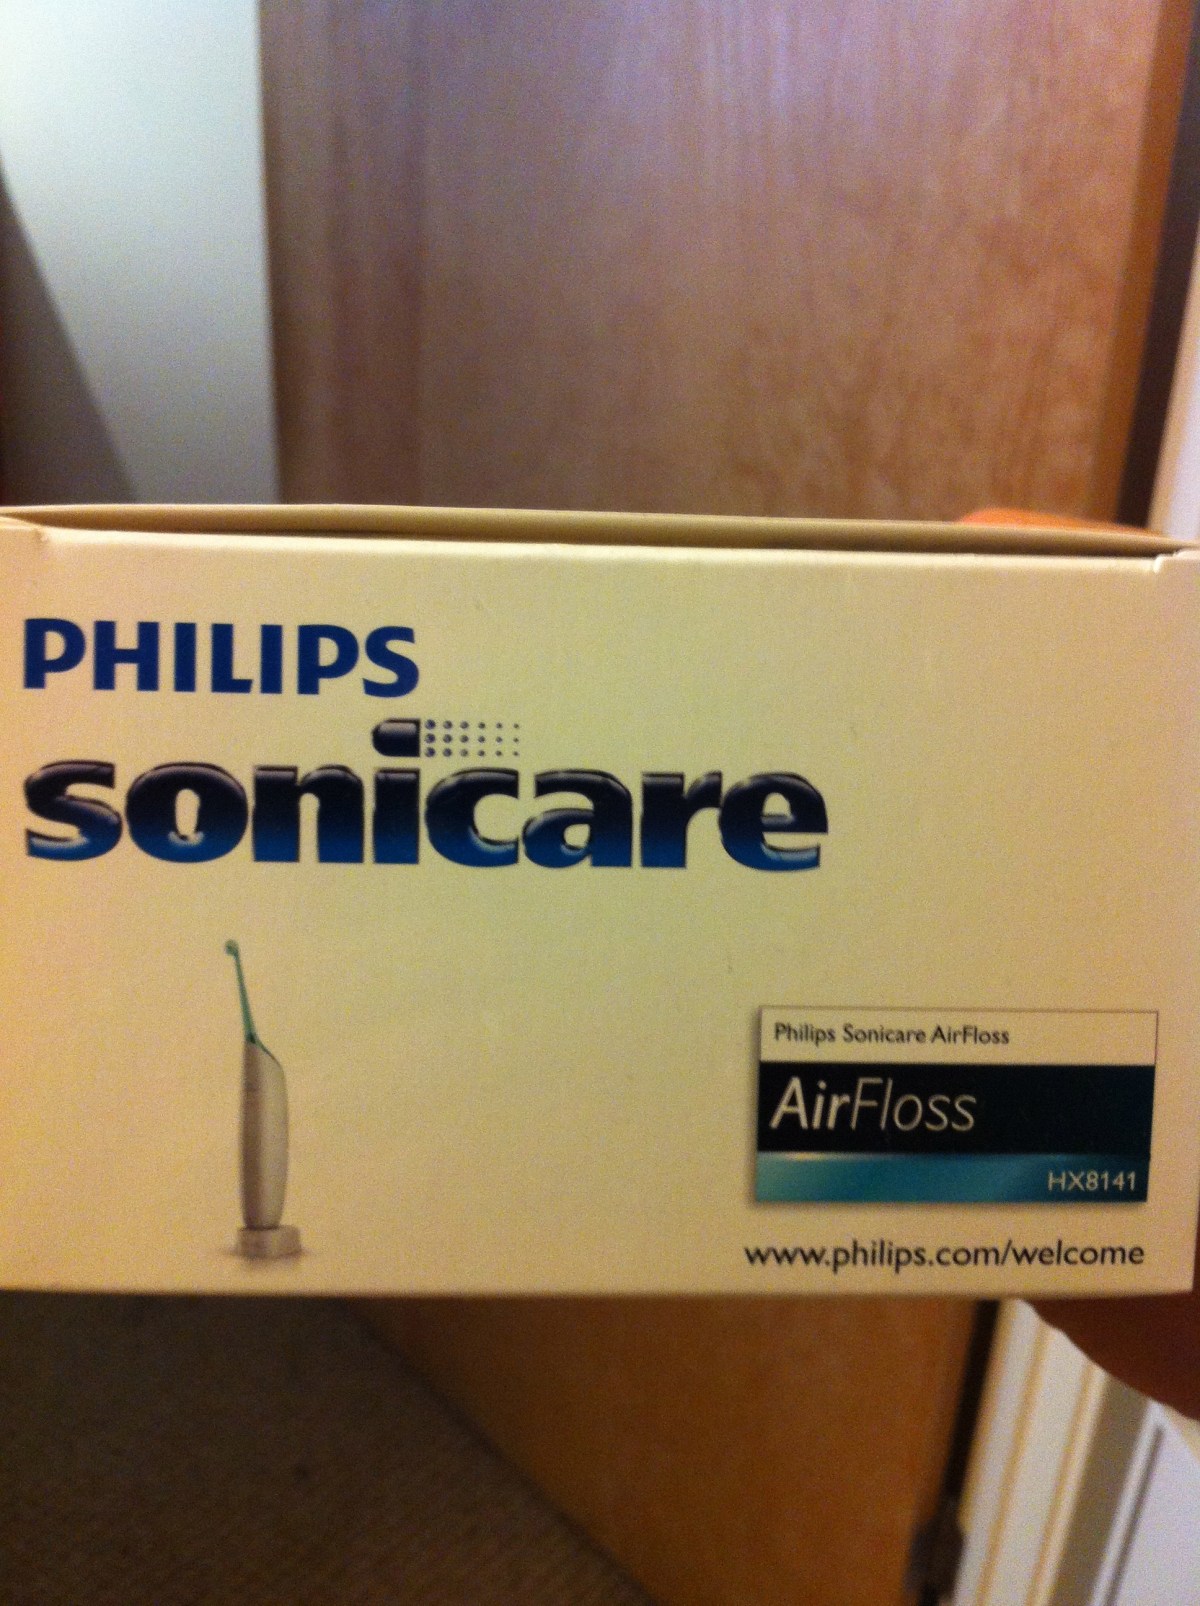 PHILIPS
sonicare
Philips Sonicare AirFloss
AirFloss
HX8141
www.philips.com/welcome